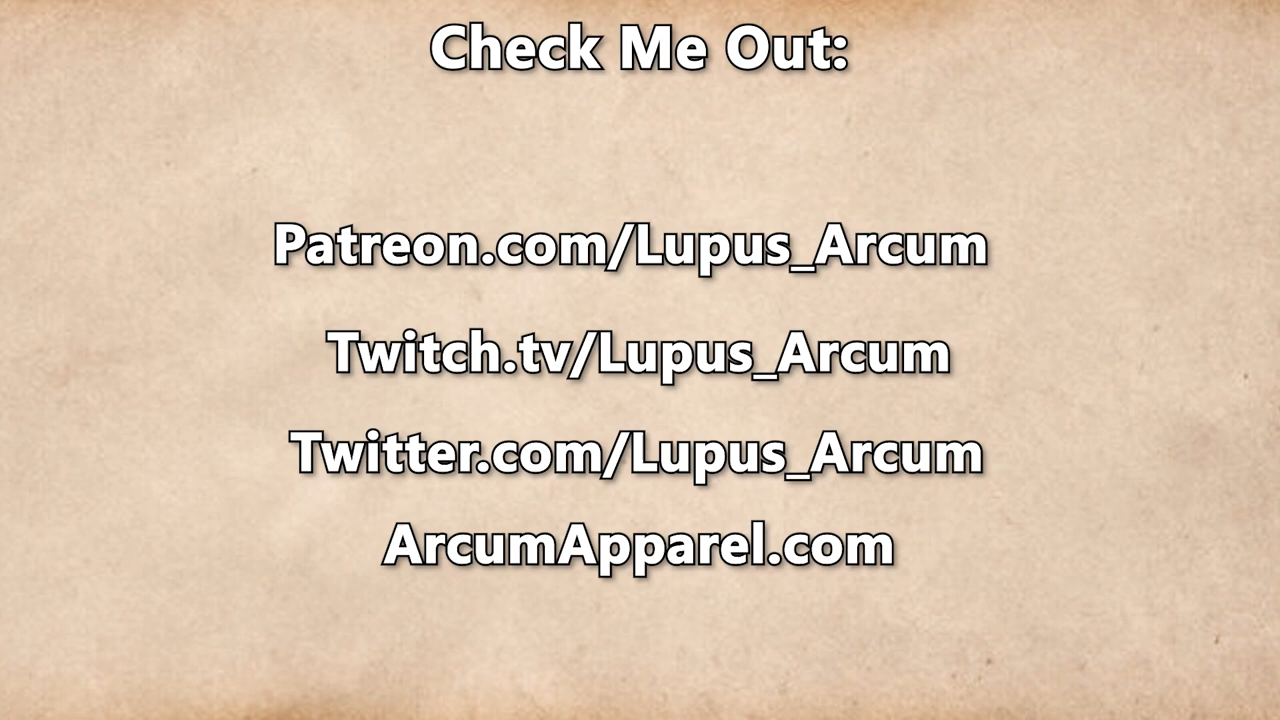 Check Me Out:
Patreon.com/Lupus_Arcum
Twitch.tv/Lupus_Arcum
Twitter.com/Lupus_Arcum
ArcumApparel.com